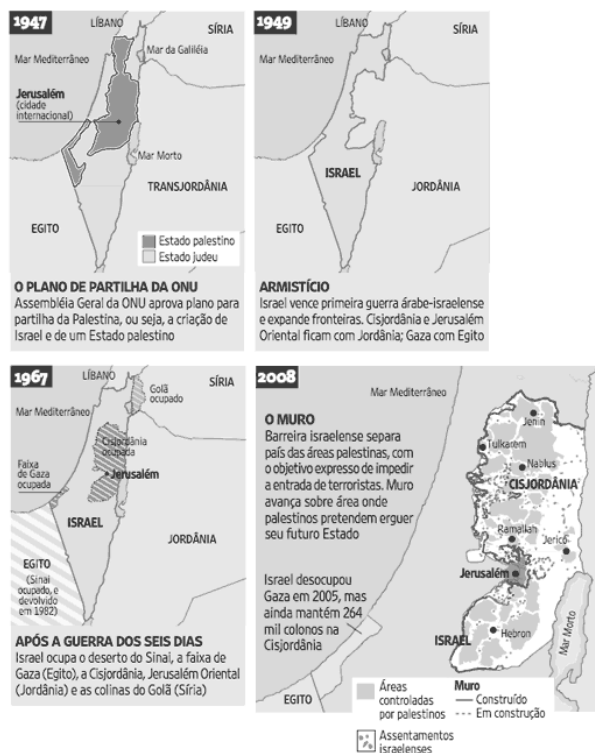 1947
LÍBANO
SÍRIA
Mar Mediterrâneo
Mar da Galiléia
Jerusalém
(cidade
internacional)
Mar Morto
TRANSJORDÂNIA
EGITO
Estado palestino
Estado judeu
O PLANO DE PARTILHA DA ONU
Assembléia Geral da ONU aprova plano para
partilha da Palestina, ou seja, a criação de
Israel e de um Estado palestino
1949
LÍBANO
SÍRIA
Mar Mediterrâneo
ISRAEL
JORDÂNIA
EGITO
ARMISTÍCIO
Israel vence primeira guerra árabe-israelense
e expande fronteiras. Cisjordânia e Jerusalém
Oriental ficam com Jordânia; Gaza com Egito
1967
LÍBANO
Golã
ocupado
SÍRIA
Mar Mediterrâneo
Cisjordânia
ocupada
Faixa
de Gaza
ocupada
Jerusalém
ISRAEL
JORDÂNIA
EGITO
(Sinai
ocupado, e
devolvido
em 1982)
APÓS A GUERRA DOS SEIS DIAS
Israel ocupa o deserto do Sinai, a faixa de
Gaza (Egito), a Cisjordânia, Jerusalém Oriental
(Jordânia) e as colinas do Golã (Síria)
2008
Mar Mediterrâneo
O MURO
Barreira israelense separa
país das áreas palestinas, com
o objetivo expresso de impedir
a entrada de terroristas. Muro
avança sobre área onde
palestinos pretendem erguer
seu futuro Estado
Israel desocupou
Gaza em 2005, mas
ainda mantém 264
mil colonos na
Cisjordânia
Jenin
Tulkarem
Nablus
CISJORDÂNIA
Ramallah
Jericó
Jerusalém
Hebron
ISRAEL
Mar Morto
EGITO
Áreas
controladas
por palestinos
Muro
Construído
Em construção
Assentamentos
israelenses